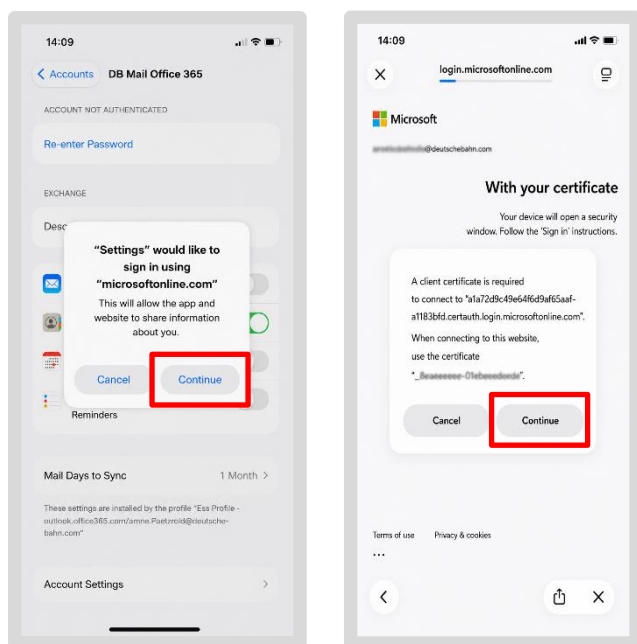 14:09
Accounts
DB Mail Office 365
ACCOUNT NOT AUTHENTICATED
Re-enter Password
EXCHANGE
Desc
"Settings" would like to
sign in using
"microsoftonline.com"
This will allow the app and
website to share information
about you.
Cancel
Continue
Reminders
Mail Days to Sync
1 Month
These settings are installed by the profile "Ess Profile -
outlook.office365.com/amne.Paetzrold@deutsche-
bahn.com"
Account Settings
14:09
login.microsoftonline.com
Microsoft
@deutschebahn.com
With your certificate
Your device will open a security
window. Follow the 'Sign in' instructions.
A client certificate is required
to connect to "a1a72d9c49e64f6d9af65aaf-
a1183bfd.certauth.login.microsoftonline.com".
When connecting to this website,
use the certificate
Cancel
Continue
Terms of use
Privacy & cookies
...